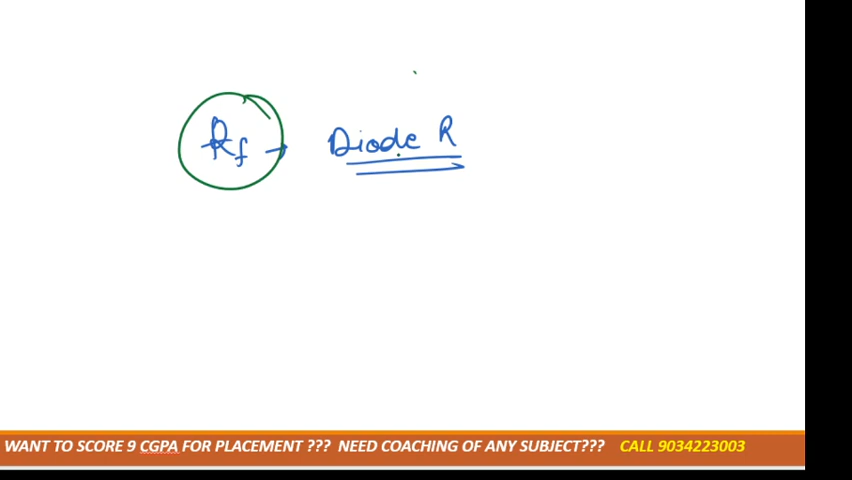 Rf → Diode R
WANT TO SCORE 9 CGPA FOR PLACEMENT ??? NEED COACHING OF ANY SUBJECT??? CALL 9034223003